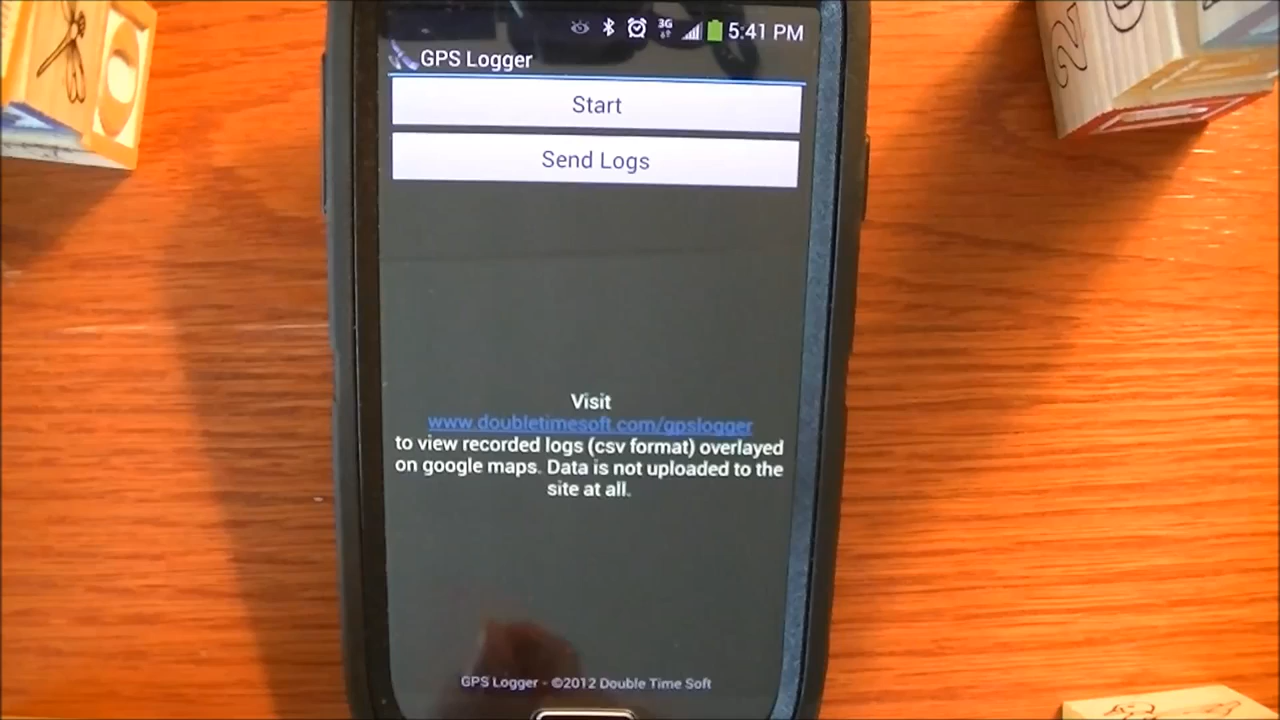 3G
5:41 PM
GPS Logger
Start
Send Logs
Visit
www.doubletimesoft.com/gpslogger
to view recorded logs (csv format) overlayed
on google maps. Data is not uploaded to the
site at all.
GPS Logger - ©2012 Double Time Soft
2